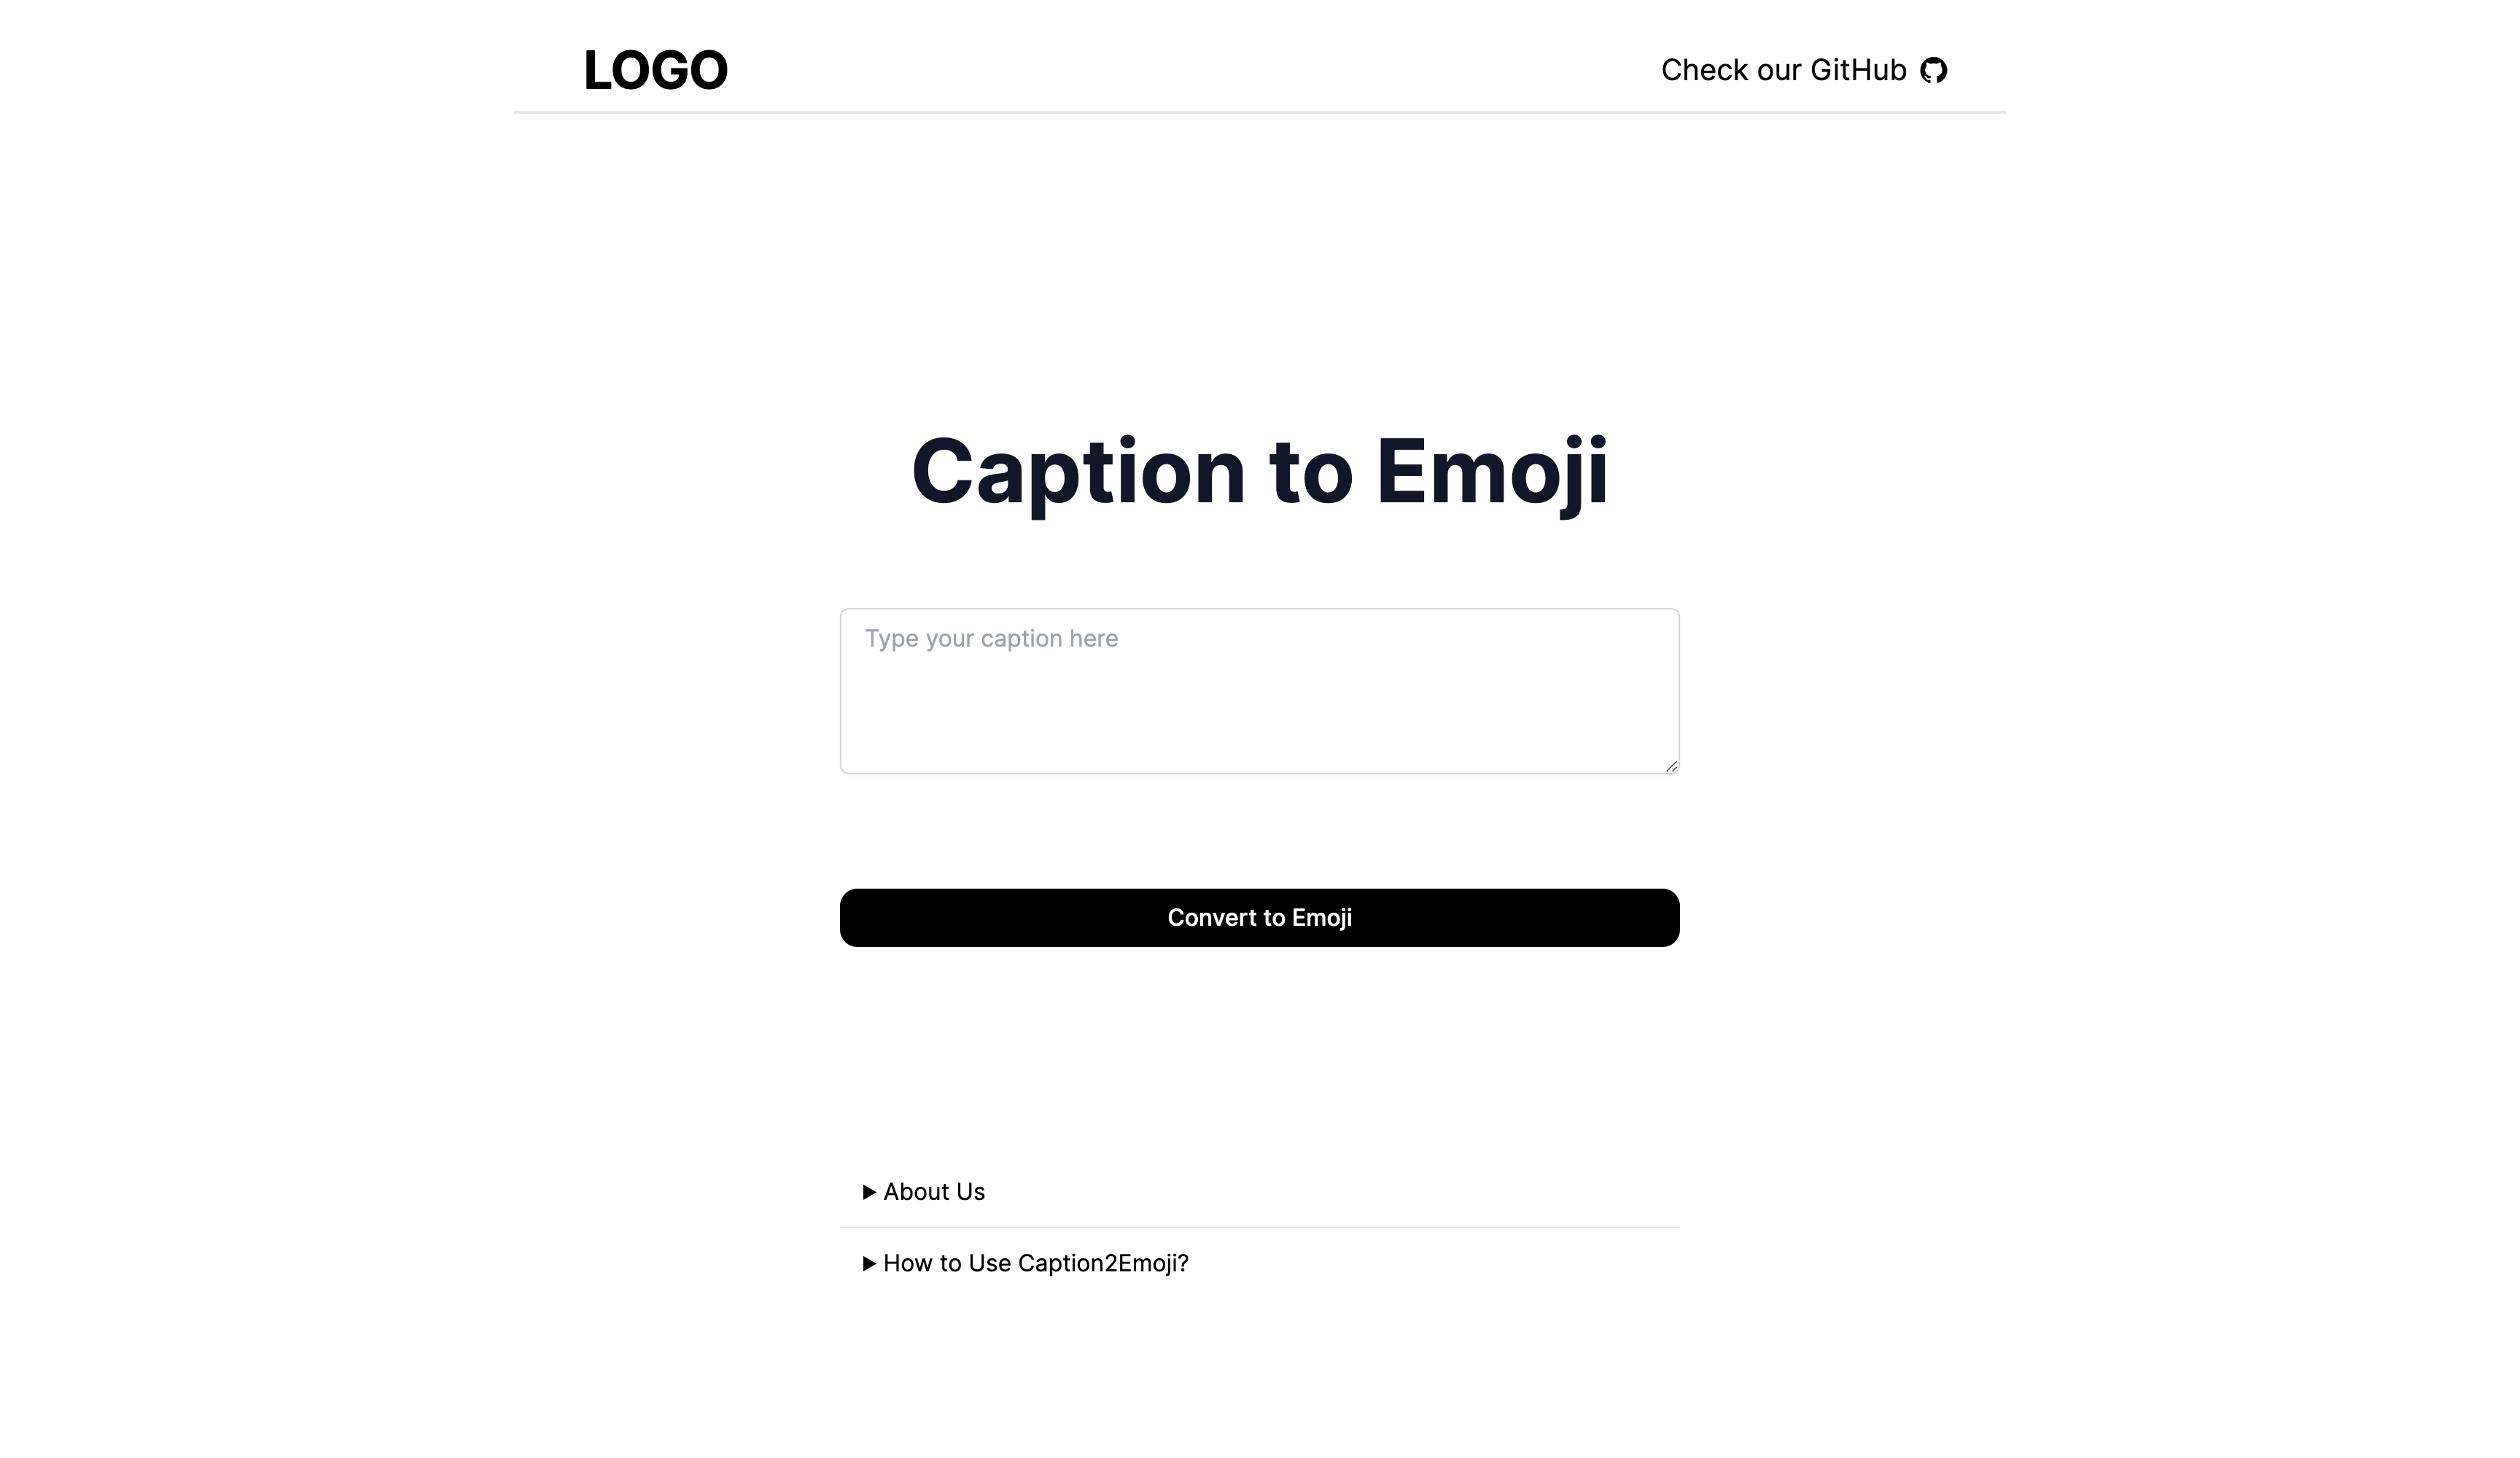 LOGO
Check our GitHub
Caption to Emoji
Type your caption here
Convert to Emoji
About Us
How to Use Caption2Emoji?